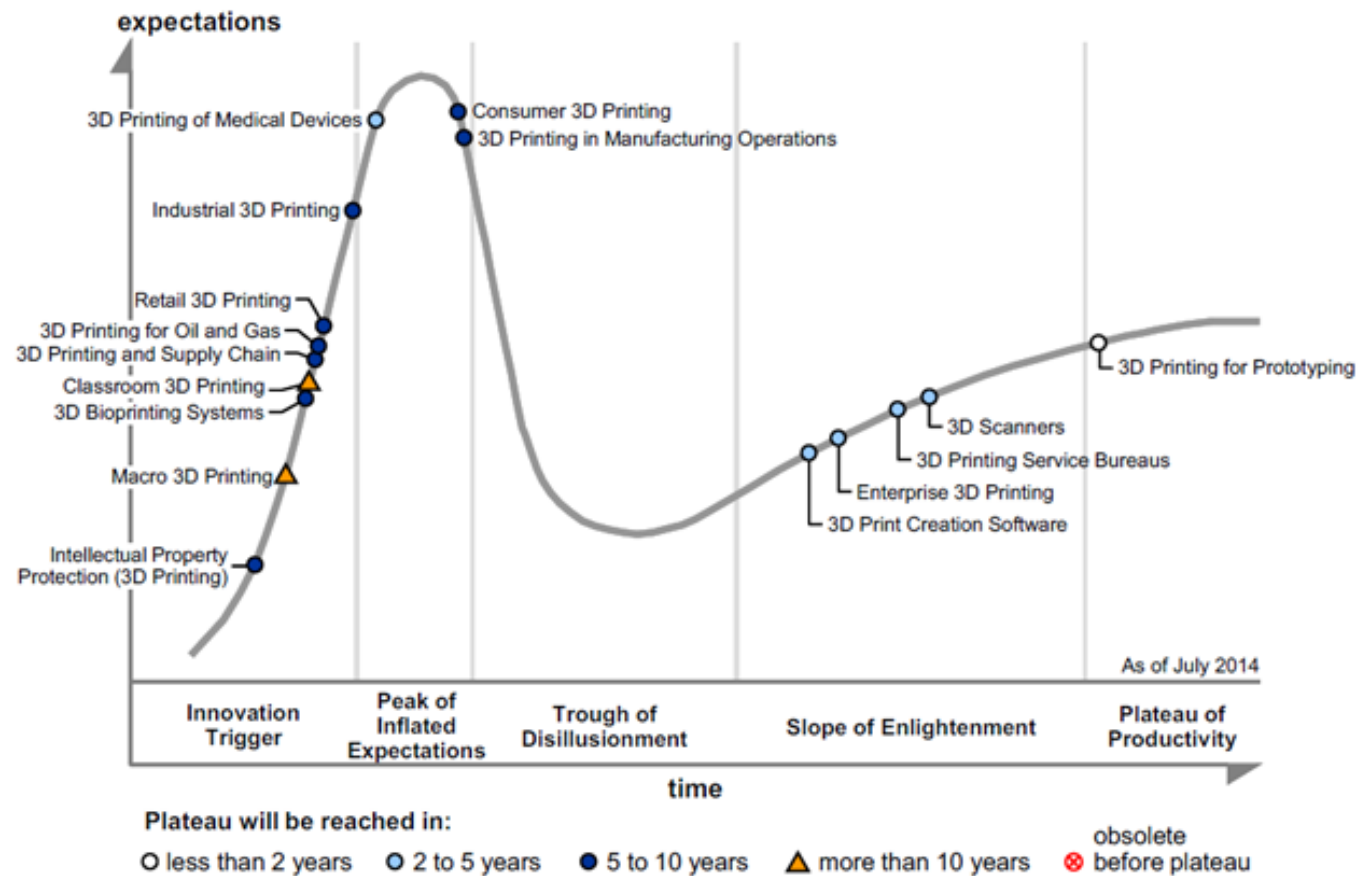 expectations
3D Printing of Medical Devices
Consumer 3D Printing
3D Printing in Manufacturing Operations
Industrial 3D Printing
Retail 3D Printing
3D Printing for Oil and Gas
3D Printing and Supply Chain
Classroom 3D Printing
3D Bioprinting Systems
Macro 3D Printing
Intellectual Property
Protection (3D Printing)
3D Printing for Prototyping
3D Scanners
3D Printing Service Bureaus
Enterprise 3D Printing
3D Print Creation Software
As of July 2014
Innovation
Trigger
Peak of
Inflated
Expectations
Trough of
Disillusionment
Slope of Enlightenment
Plateau of
Productivity
time
Plateau will be reached in:
less than 2 years
2 to 5 years
5 to 10 years
more than 10 years
obsolete
before plateau